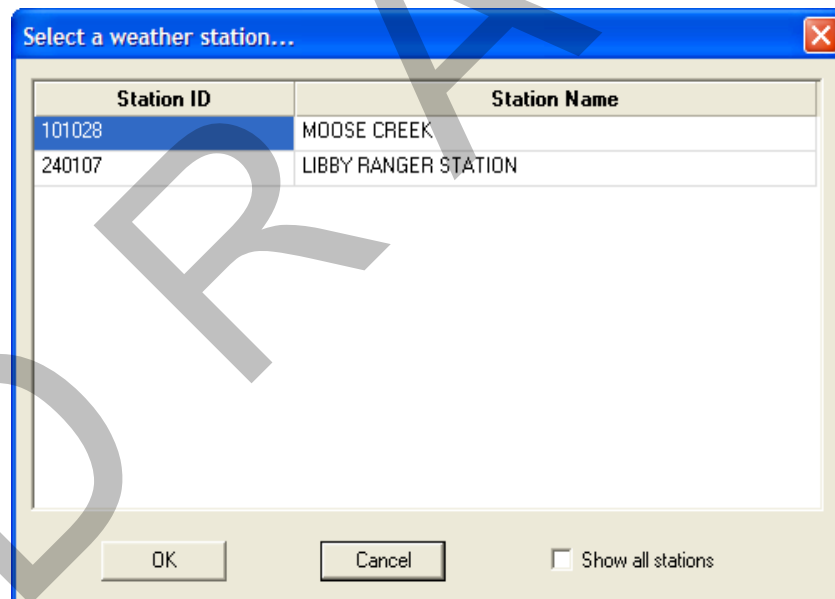 Select a weather station...
Station ID Station Name
101028 MOOSE CREEK
240107 LIBBY RANGER STATION
OK Cancel Show all stations
DRA